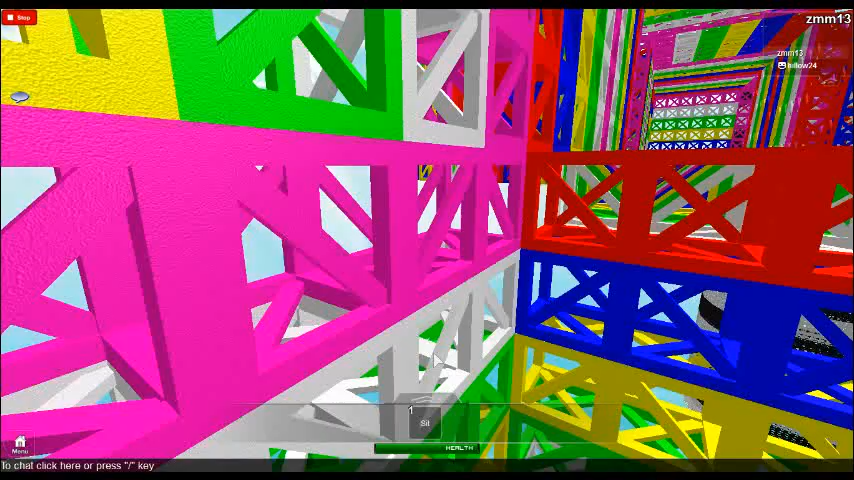 Stop
zmm13
zmm13
billow24
1
Sit
Menu
HEALTH
To chat click here or press "/" key